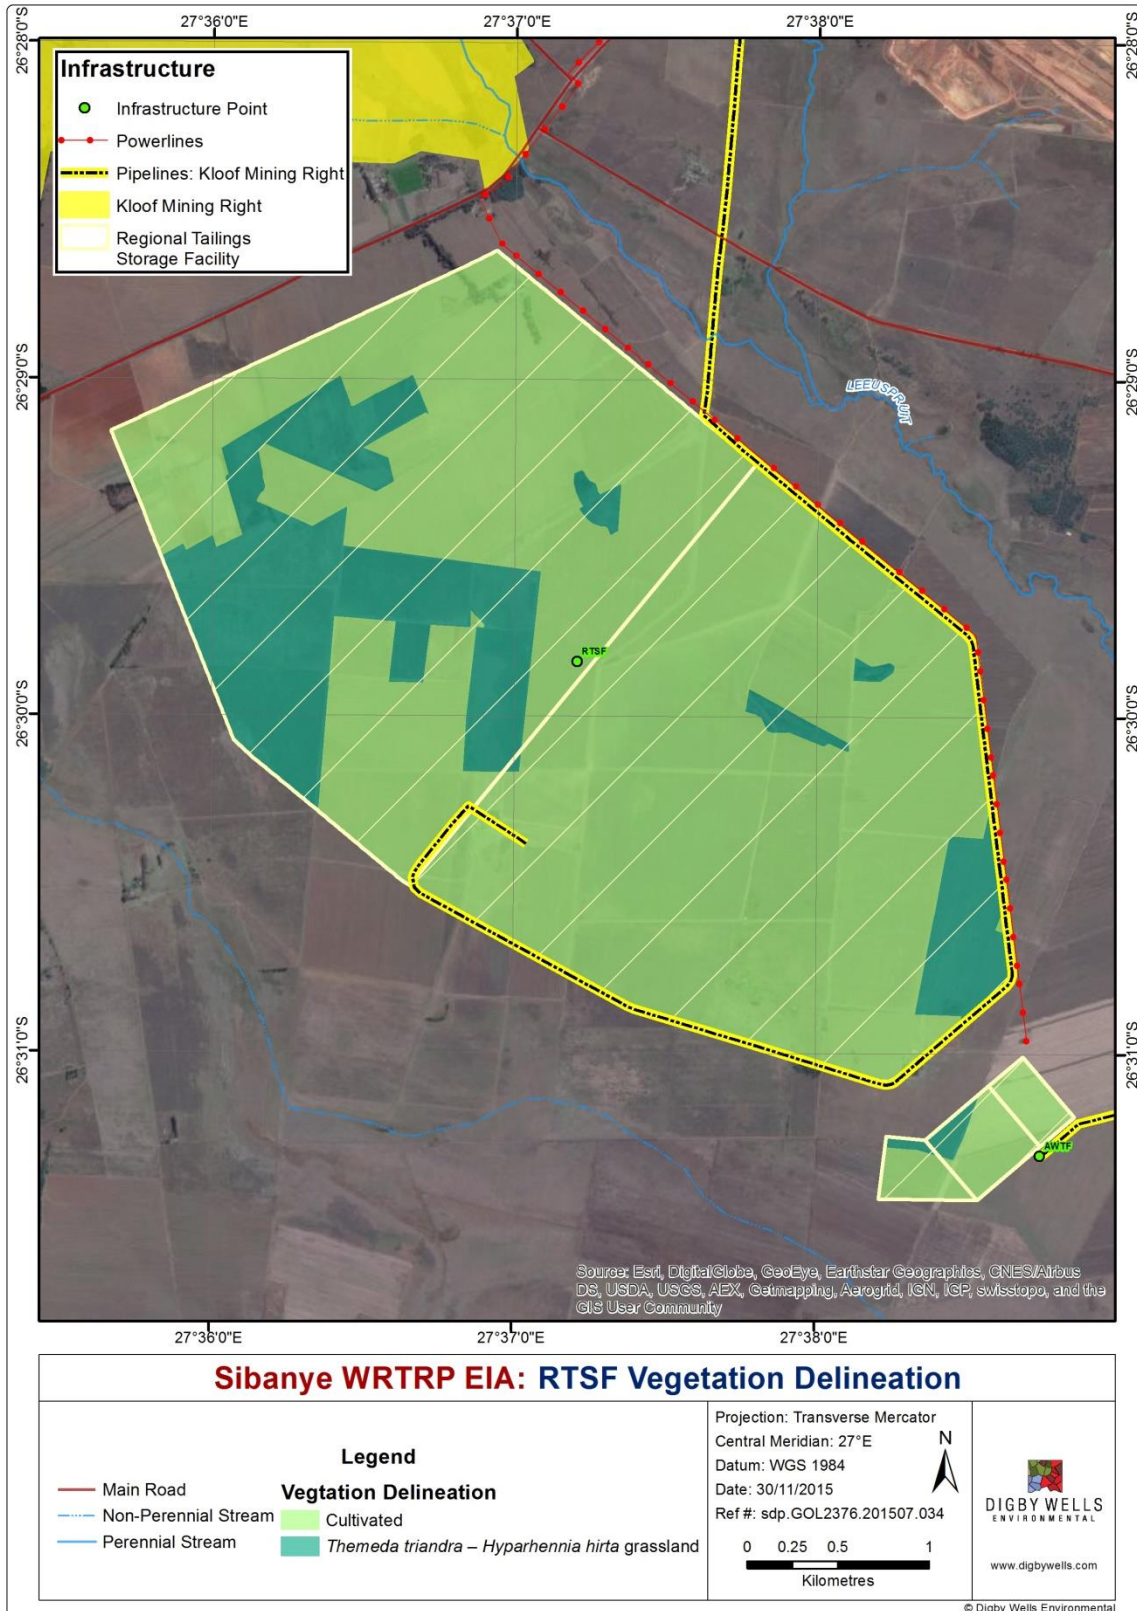 27°36'0"E
27°37'0"E
27°38'0"E
26°28'0"S
26°28'0"S
Infrastructure
Infrastructure Point
Powerlines
Pipelines: Kloof Mining Right
Kloof Mining Right
Regional Tailings
Storage Facility
26°29'0"S
26°29'0"S
LEEUSPRUIT
RTSF
26°30'0"S
26°30'0"S
26°31'0"S
26°31'0"S
AWTF
Source: Esri, DigitalGlobe, GeoEye, Earthstar Geographics, CNES/Airbus
DS, USDA, USGS, AEX, Getmapping, Aerogrid, IGN, IGP, swisstopo, and the
GIS User Community
27°36'0"E
27°37'0"E
27°38'0"E
Sibanye WRTRP EIA: RTSF Vegetation Delineation
Legend
Main Road
Non-Perennial Stream
Perennial Stream
Vegtation Delineation
Cultivated
Themeda triandra – Hyparhennia hirta grassland
Projection: Transverse Mercator
Central Meridian: 27°E
Datum: WGS 1984
Date: 30/11/2015
Ref #: sdp.GOL2376.201507.034
N
0 0.25 0.5 1
Kilometres
DIGBY WELLS
ENVIRONMENTAL
www.digbywells.com
© Digby Wells Environmental